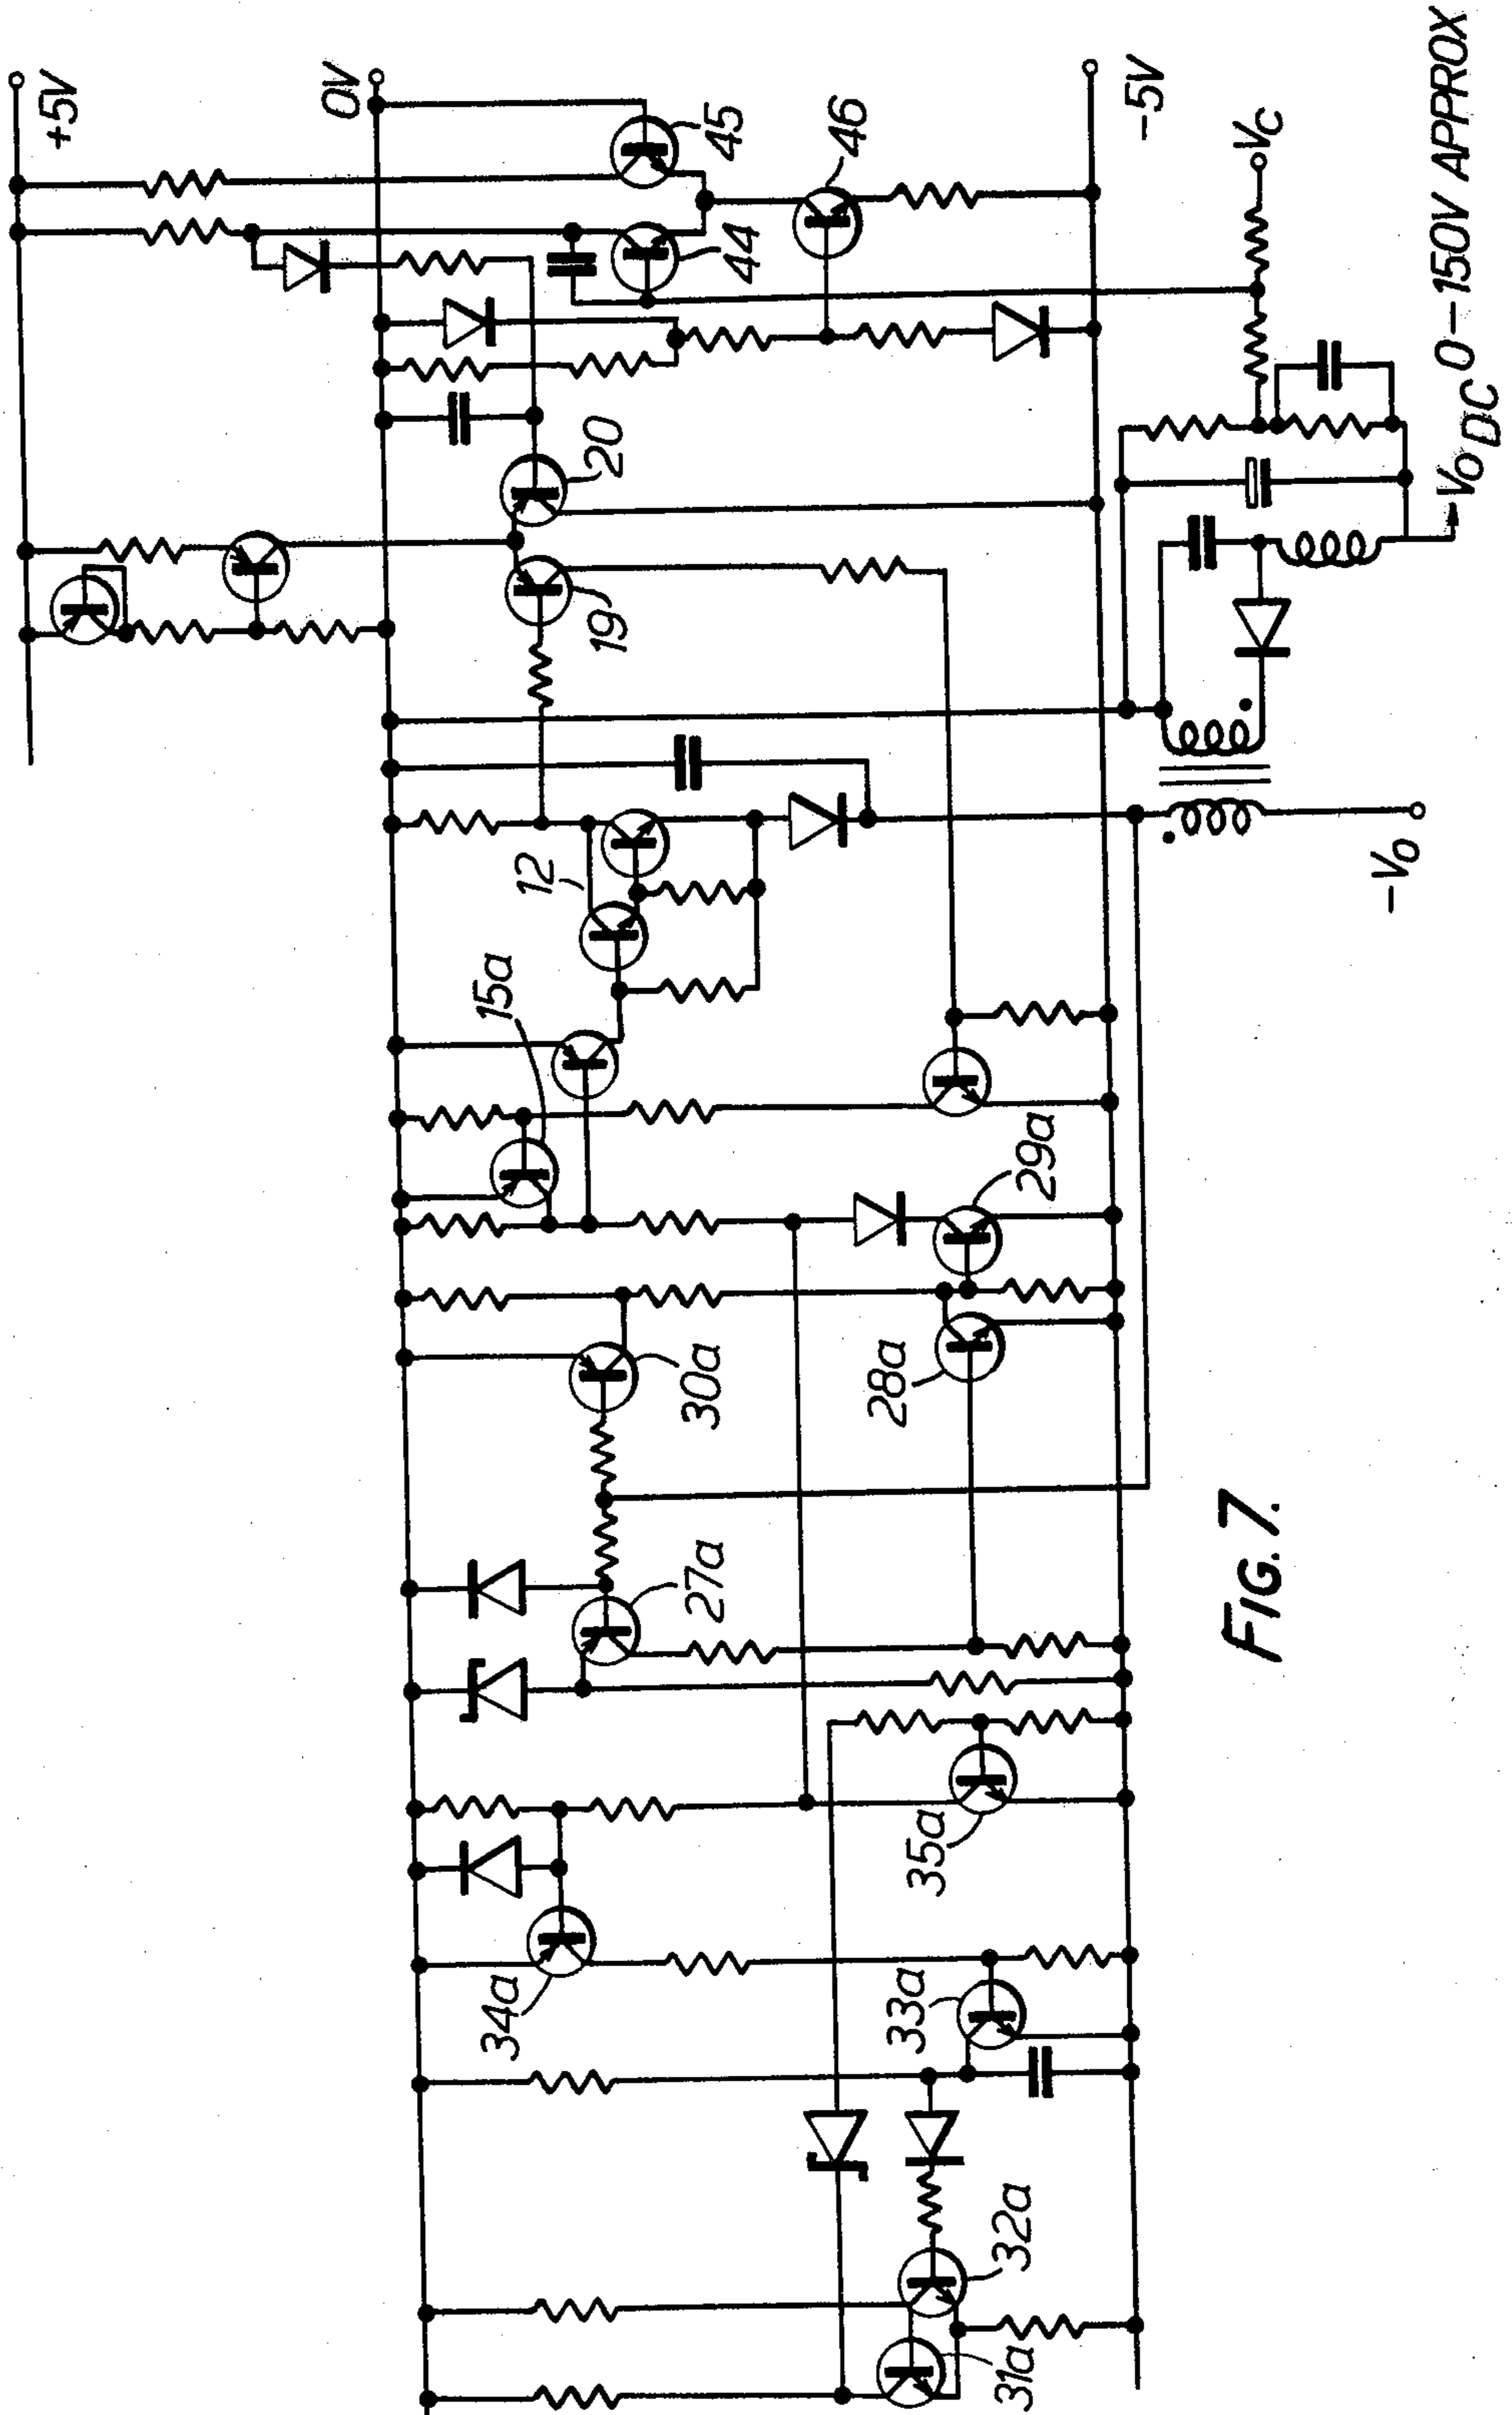 +5V
0V
45
44
46
-5V
VC
20
19
12
15a
-Vo
Vo DC 0-150V APPROX
29a
30a
28a
27a
35a
34a
33a
32a
31a
FIG. 7.